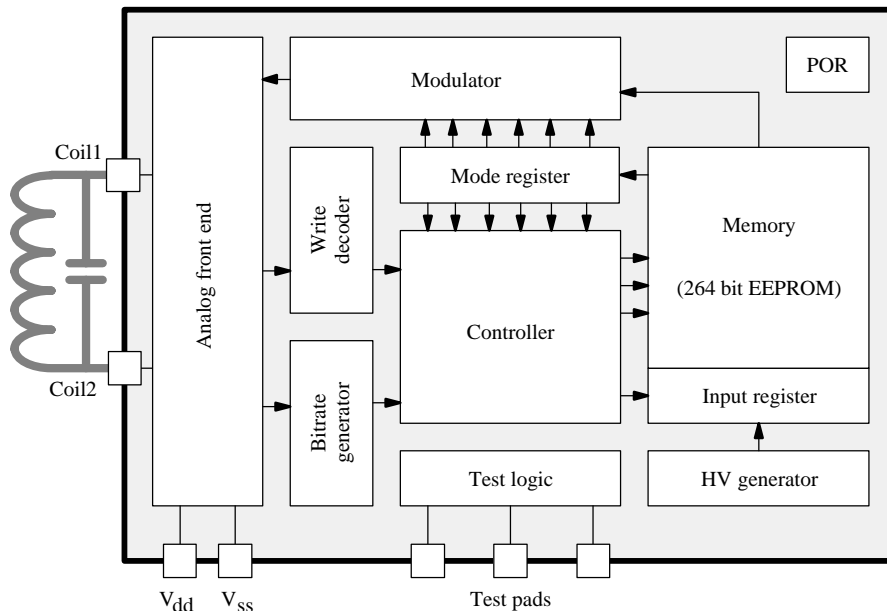 POR
Modulator
Coil1
Mode register
Write
decoder
Memory
Analog front end
(264 bit EEPROM)
Controller
Coil2
Bitrate
generator
Input register
Test logic
HV generator
Vdd
Vss
Test pads